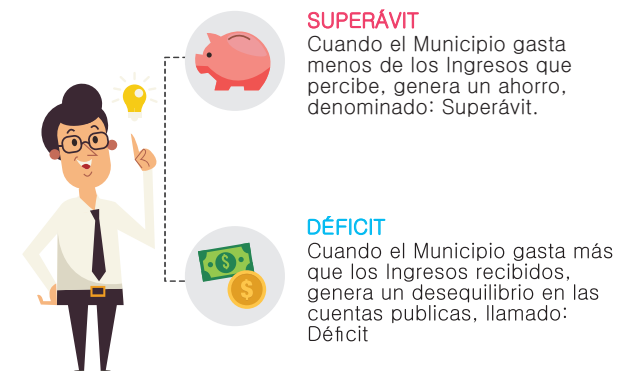 SUPERÁVIT
Cuando el Municipio gasta
menos de los Ingresos que
percibe, genera un ahorro,
denominado: Superávit.
DÉFICIT
Cuando el Municipio gasta más
que los Ingresos recibidos,
genera un desequilibrio en las
cuentas publicas, llamado:
Déficit
$
$